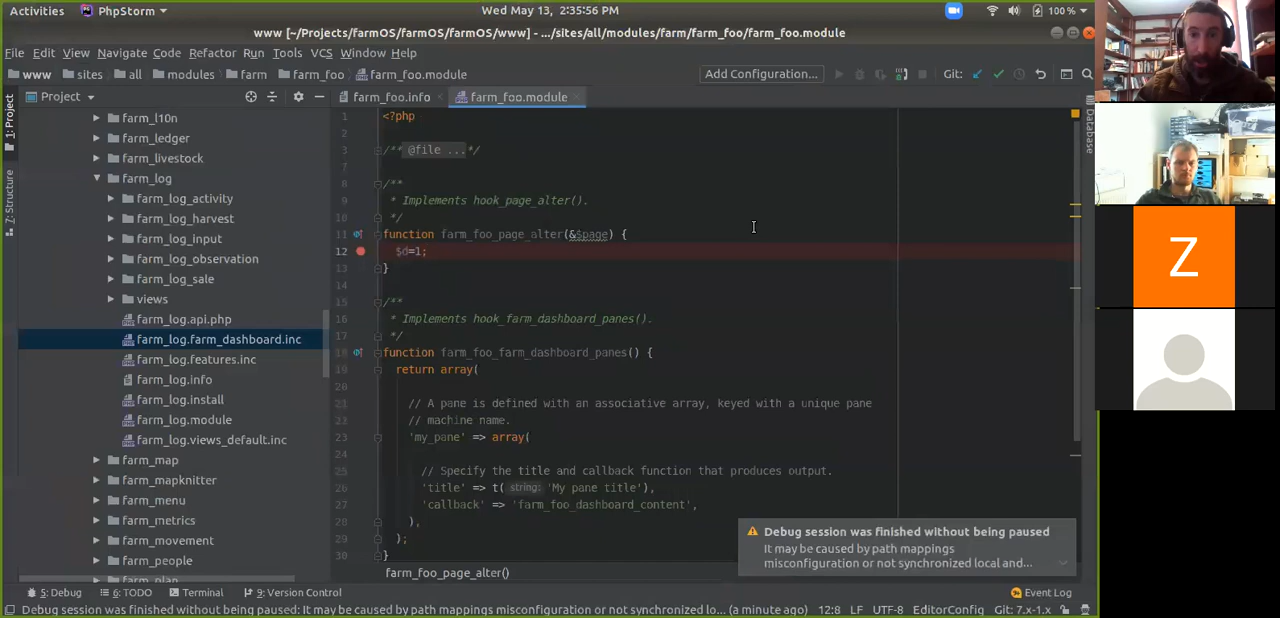 Activities PhpStorm Wed May 13, 2:35:56 PM 100 %
www [~/Projects/farmOS/farmOS/www] - .../sites/all/modules/farm/farm_foo/farm_foo.module
File Edit View Navigate Code Refactor Run Tools VCS Window Help
www sites all modules farm farm_foo farm_foo.module Add Configuration... Git:
Project farm_foo.info farm_foo.module
1: Project
7: Structure
Database
farm_l10n
farm_ledger
farm_livestock
farm_log
farm_log_activity
farm_log_harvest
farm_log_input
farm_log_observation
farm_log_sale
views
farm_log.api.php
farm_log.farm_dashboard.inc
farm_log.features.inc
farm_log.info
farm_log.install
farm_log.module
farm_log.views_default.inc
farm_map
farm_mapknitter
farm_menu
farm_metrics
farm_movement
farm_people
farm_plan
1 <?php
2
3 /** @file ...*/
7
8 /**
9 * Implements hook_page_alter().
10 */
11 function farm_foo_page_alter(&$page) {
12 $d=1;
13 }
14
15 /**
16 * Implements hook_farm_dashboard_panes().
17 */
18 function farm_foo_farm_dashboard_panes() {
19 return array(
20
21 // A pane is defined with an associative array, keyed with a unique pane
22 // machine name.
23 'my_pane' => array(
24
25 // Specify the title and callback function that produces output.
26 'title' => t( string: 'My pane title'),
27 'callback' => 'farm_foo_dashboard_content',
28 ),
29 );
30 }
farm_foo_page_alter()
Debug session was finished without being paused
It may be caused by path mappings
misconfiguration or not synchronized local and...
5: Debug 6: TODO Terminal 9: Version Control Event Log
Debug session was finished without being paused: It may be caused by path mappings misconfiguration or not synchronized lo... (a minute ago) 12:8 LF UTF-8 EditorConfig Git: 7.x-1.x
Z